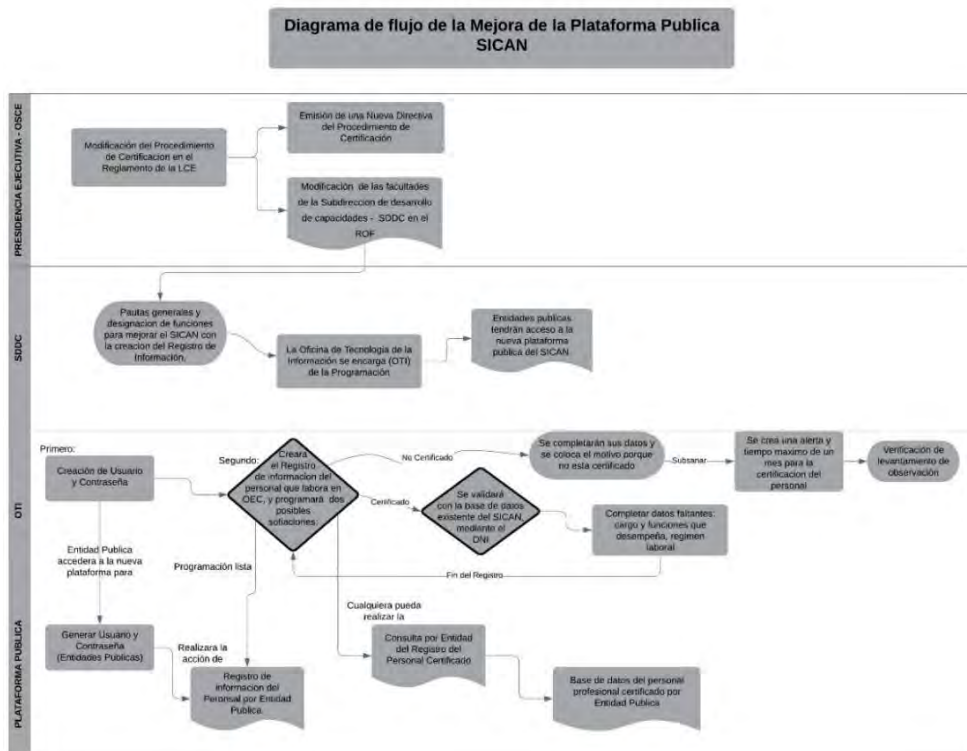 Diagrama de flujo de la Mejora de la Plataforma Publica
SICAN
PRESIDENCIA EJECUTIVA - OSCE
Modificación del Procedimiento
de Certificacion en el
Reglamento de la LCE
Emisión de una Nueva Directiva
del Procedimiento de
Certificación
Modificación de las facultades
de la Subdireccion de desarrollo
de capacidades - SDDC en el
ROF
SDDC
Pautas generales y
designacion de funciones
para mejorar el SICAN con
la creacion del Registro de
Información.
La Oficina de Tecnología de la
Información se encarga (OTI)
de la Programación
Entidades publicas
tendrán acceso a la
nueva plataforma
publica del SICAN.
OTI
Primero:
Creación de Usuario
y Contraseña
Segundo:
Creará
el Registro
de informacion del
personal que labora en
OEC, y programará dos
posibles
No Certificado
Se completarán sus datos y
se coloca el motivo porque
no esta certificado
Subsanar
Se crea una alerta y
tiempo maximo de un
mes para la
certificacion del
personal
Verificación de
levantamiento de
observación
Certificado
Se validará
con la base de datos
existente del SICAN,
mediante el
DNI
Completar datos faltantes:
cargo y funciones que
desempeña, regimen
laboral
Fin del Registro
Entidad Publica
accedera a la nueva
plataforma para
Programación lista
Cualquiera pueda
realizar la
PLATAFORMA PUBLICA
Generar Usuario y
Contraseña
(Entidades Publicas)
Realizara la
acción de
Registro de
informacion del
por Entidad
Publica.
Consulta por Entidad
del Registro del
Personal Certificado
Base de datos del personal
profesional certificado por
Entidad Publica